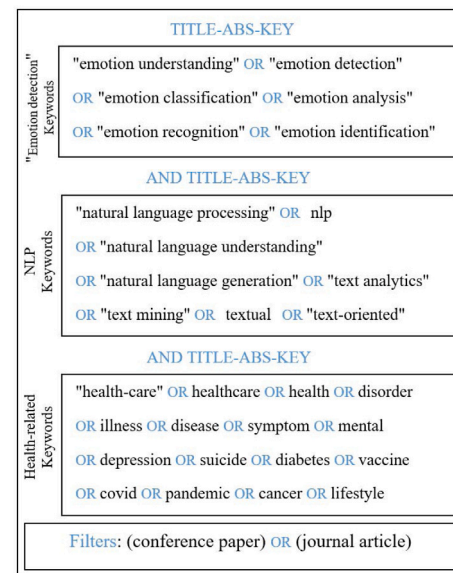 TITLE-ABS-KEY
"Emotion detection"
Keywords
"emotion understanding" OR "emotion detection"
OR "emotion classification" OR "emotion analysis"
OR "emotion recognition" OR "emotion identification"
AND TITLE-ABS-KEY
NLP
Keywords
"natural language processing" OR nlp
OR "natural language understanding"
OR "natural language generation" OR "text analytics"
OR "text mining" OR textual OR "text-oriented"
AND TITLE-ABS-KEY
Health-related
Keywords
"health-care" OR healthcare OR health OR disorder
OR illness OR disease OR symptom OR mental
OR depression OR suicide OR diabetes OR vaccine
OR covid OR pandemic OR cancer OR lifestyle
Filters: (conference paper) OR (journal article)